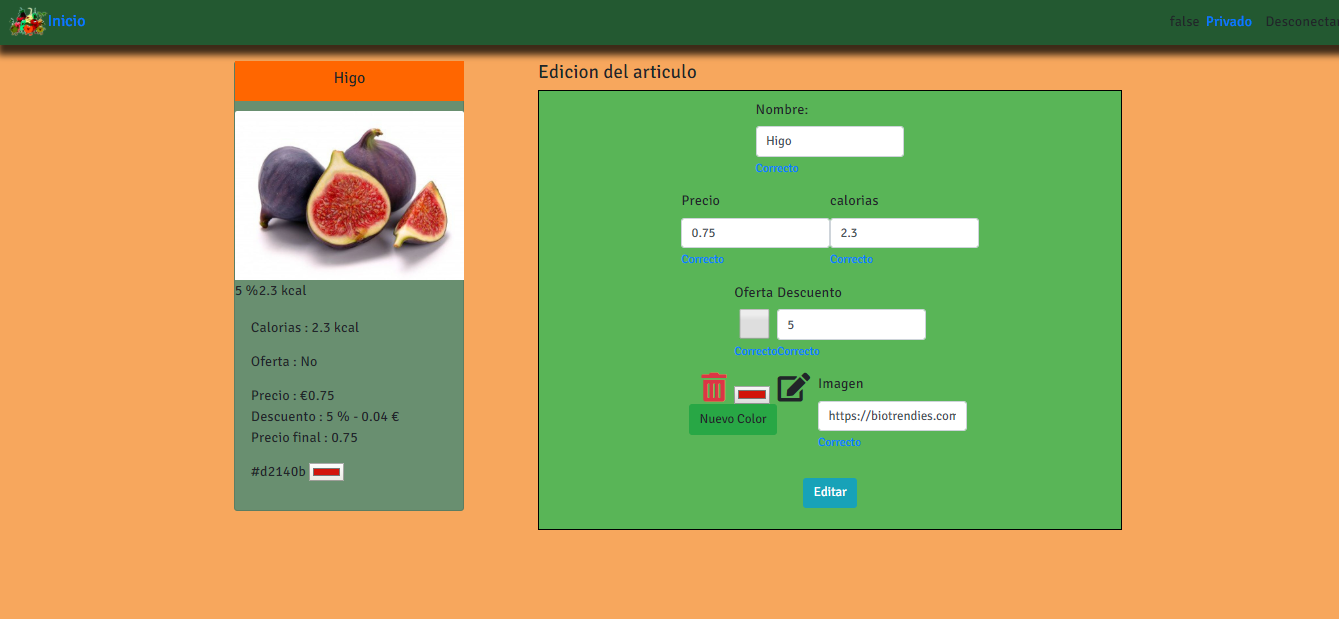 Inicio
false Privado Desconectar
Higo
5 %2.3 kcal
Calorias : 2.3 kcal
Oferta : No
Precio : €0.75
Descuento : 5 % - 0.04 €
Precio final : 0.75
#d2140b
Edicion del articulo
Nombre:
Higo
Correcto
Precio calorias
0.75 2.3
Correcto Correcto
Oferta Descuento
5
CorrectoCorrecto
Imagen
Nuevo Color https://biotrendies.com
Correcto
Editar